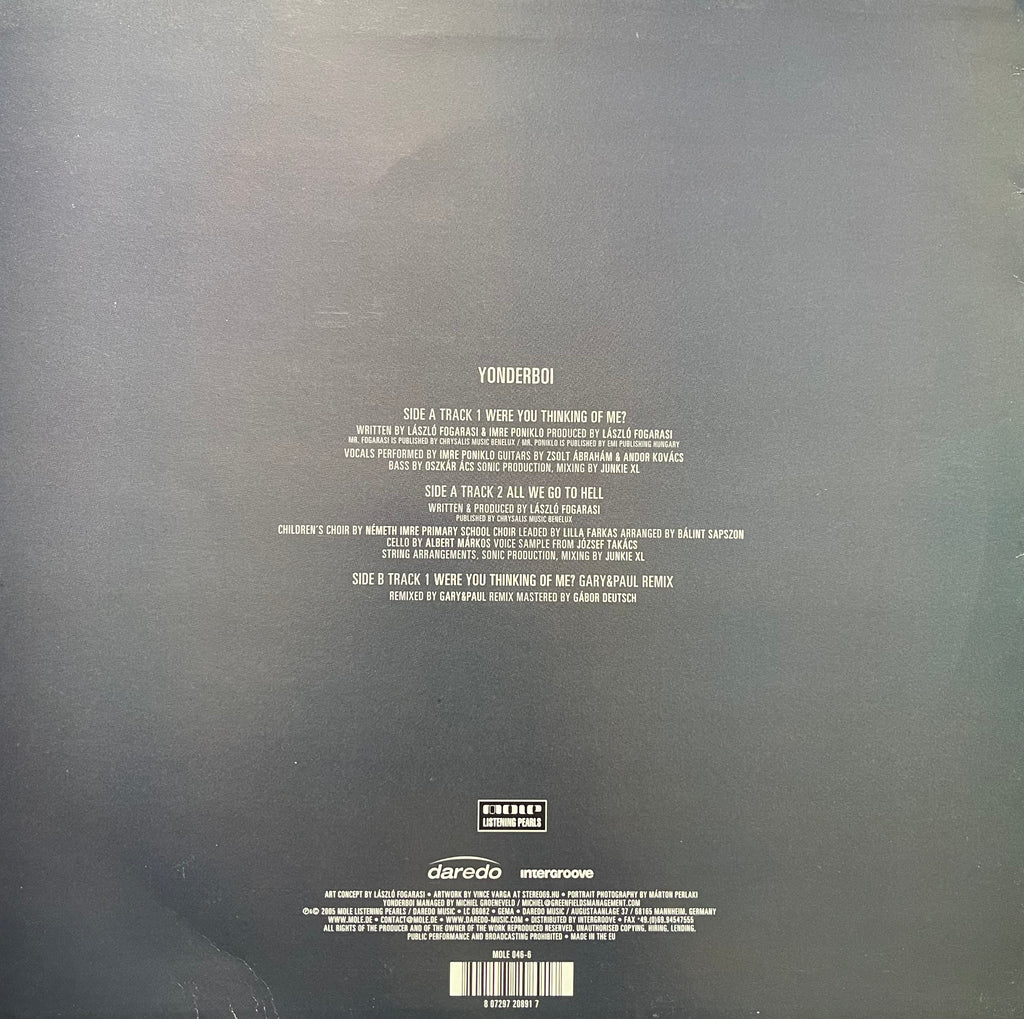 YONDERBOI
SIDE A TRACK 1 WERE YOU THINKING OF ME?
WRITTEN BY LÁSZLÓ FOGARASI & IMRE PONIKLO PRODUCED BY LÁSZLÓ FOGARASI
MR. FOGARASI IS PUBLISHED BY CHRYSALIS MUSIC BENELUX / MR. PONIKLO IS PUBLISHED BY EMI PUBLISHING HUNGARY
VOCALS PERFORMED BY IMRE PONIKLO GUITARS BY ZSOLT ÁBRAHÁM & ANDOR KOVÁCS
BASS BY OSZKÁR ÁCS SONIC PRODUCTION, MIXING BY JUNKIE XL
SIDE A TRACK 2 ALL WE GO TO HELL
WRITTEN & PRODUCED BY LÁSZLÓ FOGARASI
PUBLISHED BY CHRYSALIS MUSIC BENELUX
CHILDREN'S CHOIR BY NÉMETH IMRE PRIMARY SCHOOL CHOIR LEADED BY LILLA FARKAS ARRANGED BY BÁLINT SAPSZON
CELLO BY ALBERT MÁRKOS VOICE SAMPLE FROM JÓZSEF TAKÁCS
STRING ARRANGEMENTS, SONIC PRODUCTION, MIXING BY JUNKIE XL
SIDE B TRACK 1 WERE YOU THINKING OF ME? GARY&PAUL REMIX
REMIXED BY GARY&PAUL REMIX MASTERED BY GÁBOR DEUTSCH
MOLE
LISTENING PEARLS
daredo intergroove
ART CONCEPT BY LÁSZLÓ FOGARASI • ARTWORK BY VINCE VARGA AT STEREO9.HU • PORTRAIT PHOTOGRAPHY BY MÁRTON PERLAKI
YONDERBOI MANAGED BY MICHIEL GROENEVELD / MICHIEL@GREENFIELDSMANAGEMENT.COM
℗&© 2005 MOLE LISTENING PEARLS / DAREDO MUSIC • LC 05082 • GEMA • DAREDO MUSIC / AUGUSTAANLAGE 37 / 68165 MANNHEIM, GERMANY
WWW.MOLE.DE • CONTACT@MOLE.DE • WWW.DAREDO-MUSIC.COM • DISTRIBUTED BY INTERGROOVE • FAX +49.(0)69.94547555
ALL RIGHTS OF THE PRODUCER AND OF THE OWNER OF THE WORK REPRODUCED RESERVED. UNAUTHORISED COPYING, HIRING, LENDING,
PUBLIC PERFORMANCE AND BROADCASTING PROHIBITED • MADE IN THE EU
MOLE 046-6
8 07297 20891 7